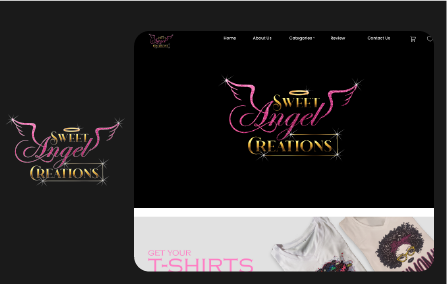 Home About Us Categories Review Contact Us
SWEET
Angel
CREATIONS
SWEET
Angel
CREATIONS
GET YOUR
T-SHIRTS